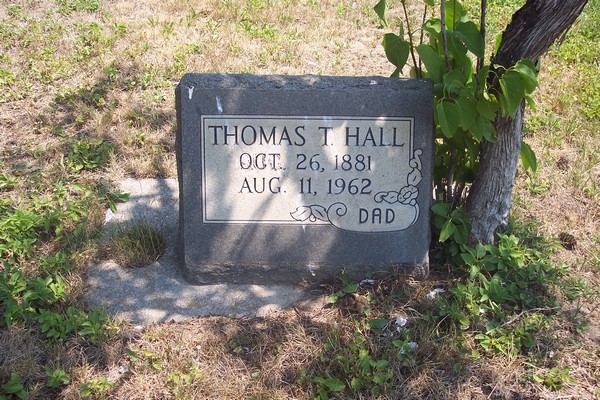 THOMAS T. HALL
OCT. 26, 1881
AUG. 11, 1962
DAD